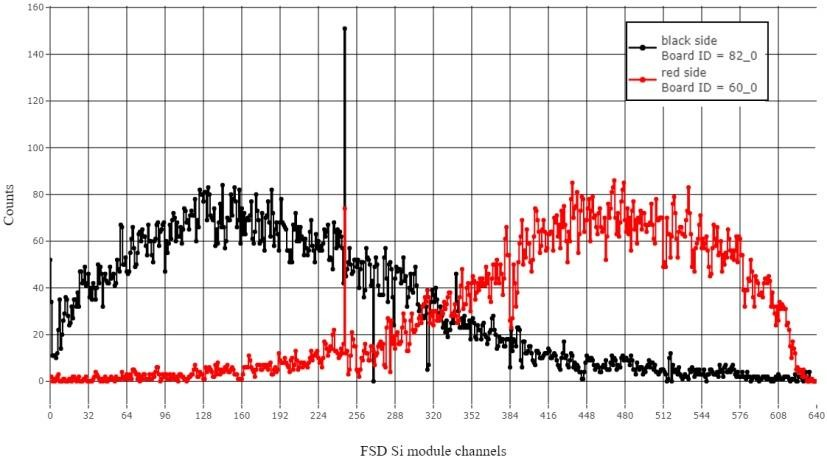 160
140
120
100
80
60
40
20
0
Counts
black side
Board ID = 82_0
red side
Board ID = 60_0
0 32 64 96 128 160 192 224 256 288 320 352 384 416 448 480 512 544 576 608 640
FSD Si module channels